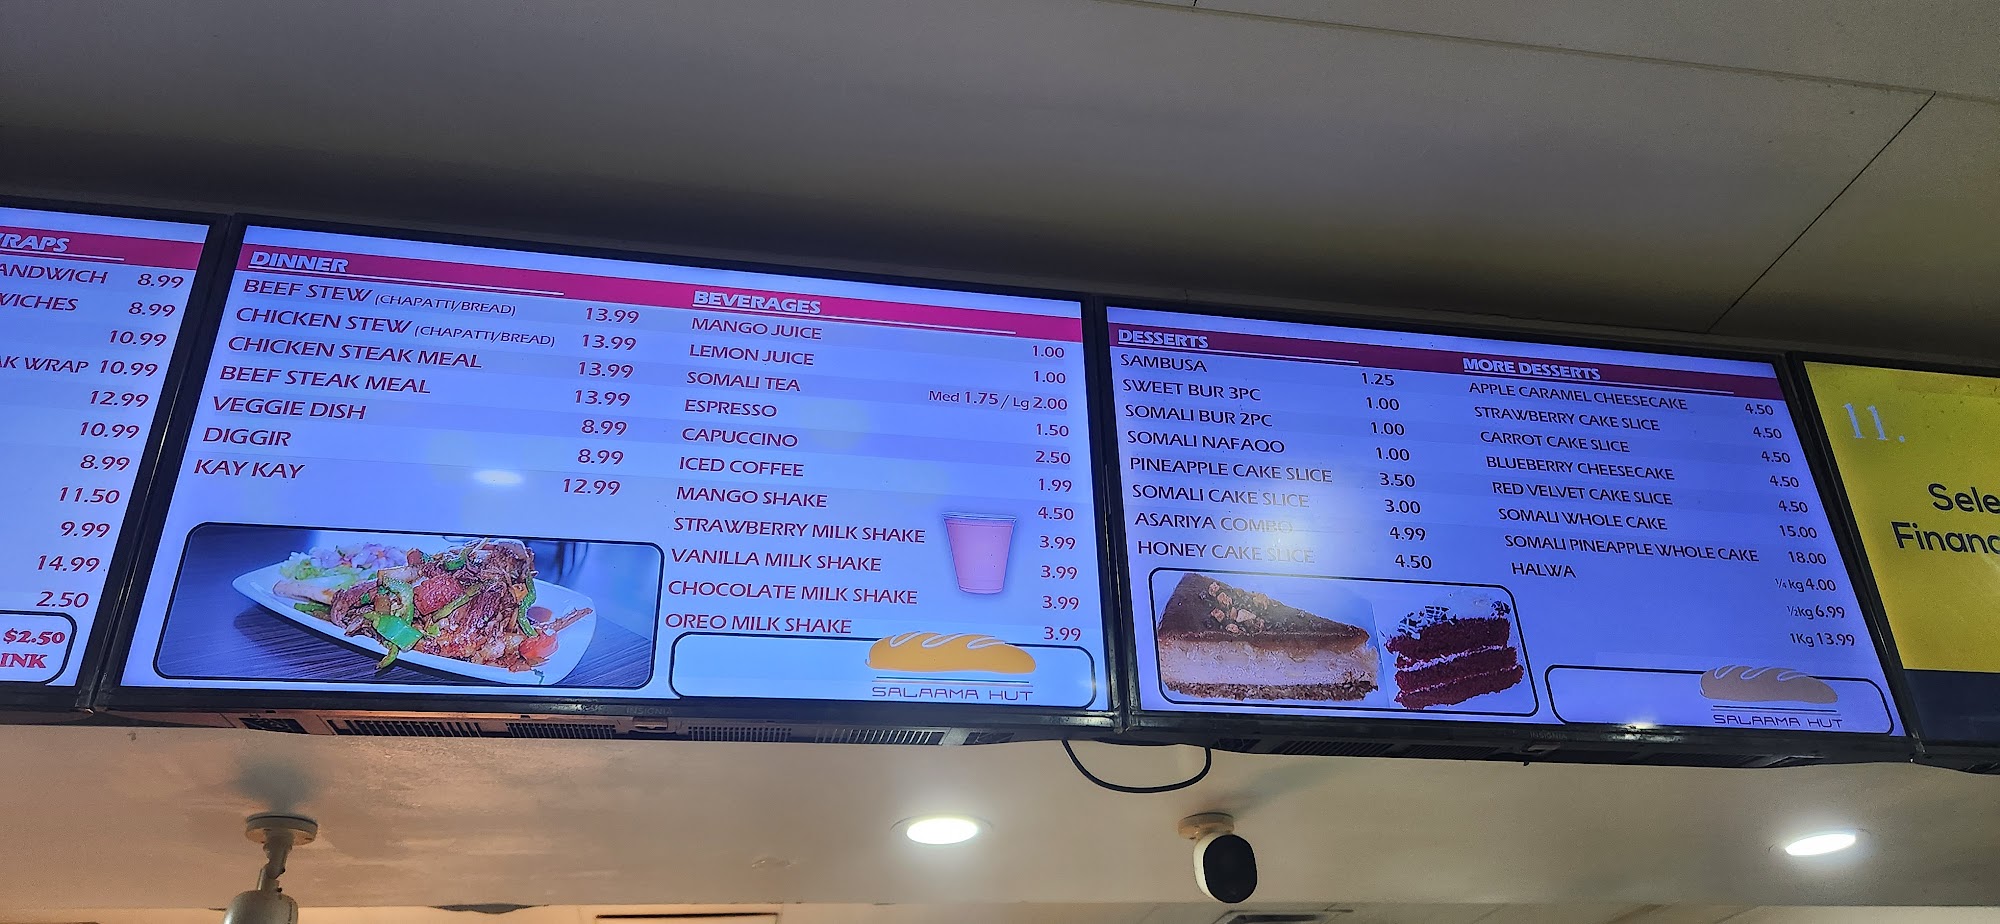 RAPS
ANDWICH 8.99
WICHES 8.99
10.99
AK WRAP 10.99
12.99
10.99
8.99
11.50
9.99
14.99
2.50
$2.50
INK
DINNER
BEEF STEW (CHAPATTI/BREAD) 13.99
CHICKEN STEW (CHAPATTI/BREAD) 13.99
CHICKEN STEAK MEAL 13.99
BEEF STEAK MEAL 13.99
VEGGIE DISH 8.99
DIGGIR 8.99
KAY KAY 12.99
BEVERAGES
MANGO JUICE 1.00
LEMON JUICE 1.00
SOMALI TEA Med 1.75 / Lg 2.00
ESPRESSO 1.50
CAPUCCINO 2.50
ICED COFFEE 1.99
MANGO SHAKE 4.50
STRAWBERRY MILK SHAKE 3.99
VANILLA MILK SHAKE 3.99
CHOCOLATE MILK SHAKE 3.99
OREO MILK SHAKE 3.99
SALAAMA HUT
DESSERTS
SAMBUSA 1.25
SWEET BUR 3PC 1.00
SOMALI BUR 2PC 1.00
SOMALI NAFAQO 1.00
PINEAPPLE CAKE SLICE 3.50
SOMALI CAKE SLICE 3.00
ASARIYA COMBO 4.99
HONEY CAKE SLICE 4.50
MORE DESSERTS
APPLE CARAMEL CHEESECAKE 4.50
STRAWBERRY CAKE SLICE 4.50
CARROT CAKE SLICE 4.50
BLUEBERRY CHEESECAKE 4.50
RED VELVET CAKE SLICE 4.50
SOMALI WHOLE CAKE 15.00
SOMALI PINEAPPLE WHOLE CAKE 18.00
HALWA ¼ kg 4.00
½kg 6.99
1Kg 13.99
SALAAMA HUT
11.
Sele
Financ